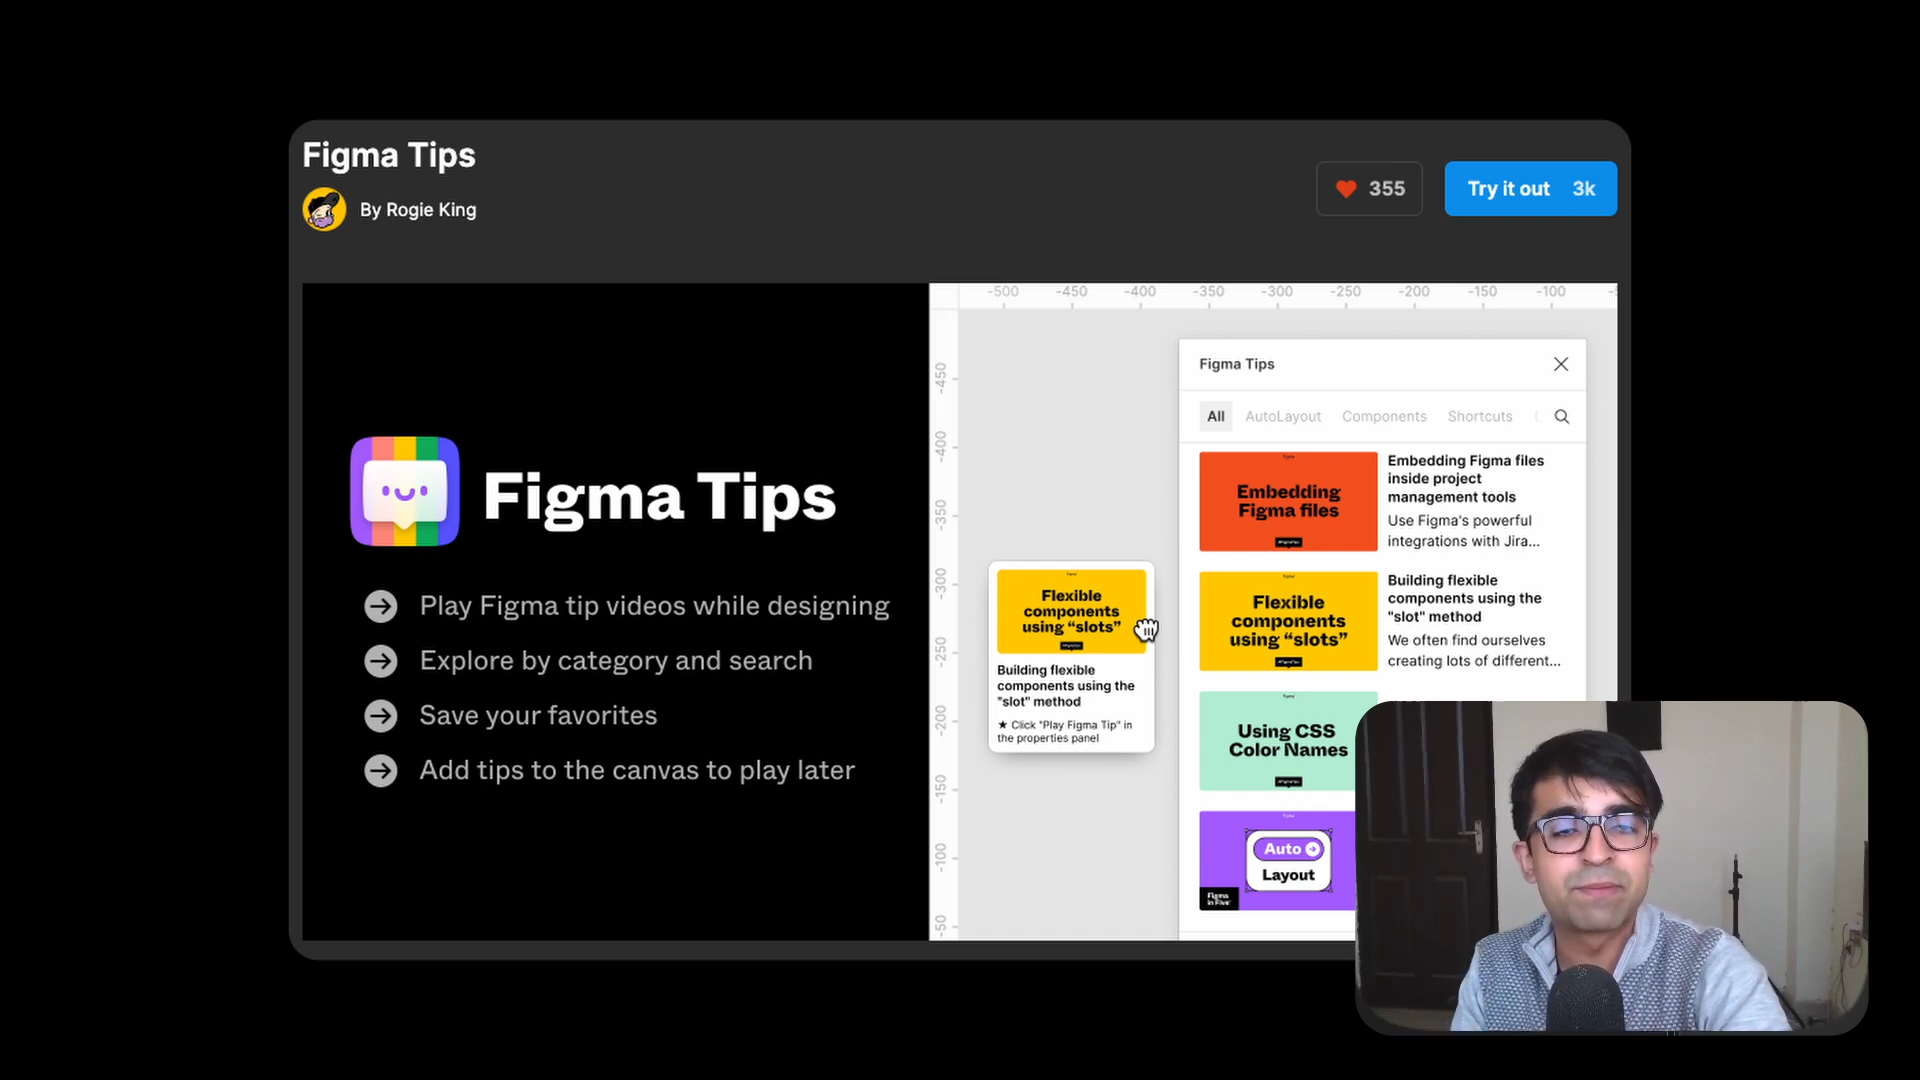 Figma Tips
By Rogie King
355
Try it out 3k
Figma Tips
Play Figma tip videos while designing
Explore by category and search
Save your favorites
Add tips to the canvas to play later
-500 -450 -400 -350 -300 -250 -200 -150 -100
-450
-400
-350
-300
-250
-200
-150
-100
-50
Flexible
components
using “slots”
Building flexible
components using the
"slot" method
★ Click "Play Figma Tip" in
the properties panel
Figma Tips
All AutoLayout Components Shortcuts
Embedding
Figma files
Embedding Figma files
inside project
management tools
Use Figma's powerful
integrations with Jira...
Flexible
components
using “slots”
Building flexible
components using the
"slot" method
We often find ourselves
creating lots of different...
Using CSS
Color Names
Auto
Layout
Figma
in Five